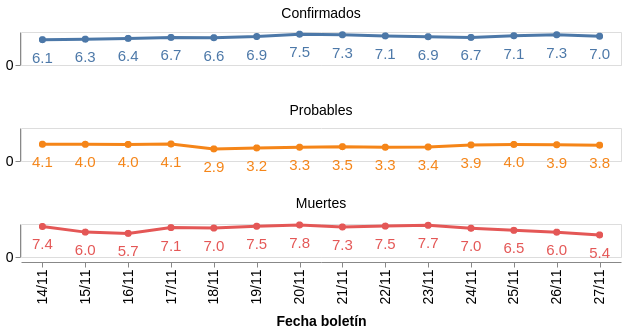 Confirmados
0
6.1 6.3 6.4 6.7 6.6 6.9 7.5 7.3 7.1 6.9 6.7 7.1 7.3 7.0
Probables
0
4.1 4.0 4.0 4.1 2.9 3.2 3.3 3.5 3.3 3.4 3.9 4.0 3.9 3.8
Muertes
0
7.4 6.0 5.7 7.1 7.0 7.5 7.8 7.3 7.5 7.7 7.0 6.5 6.0 5.4
14/11 15/11 16/11 17/11 18/11 19/11 20/11 21/11 22/11 23/11 24/11 25/11 26/11 27/11
Fecha boletín